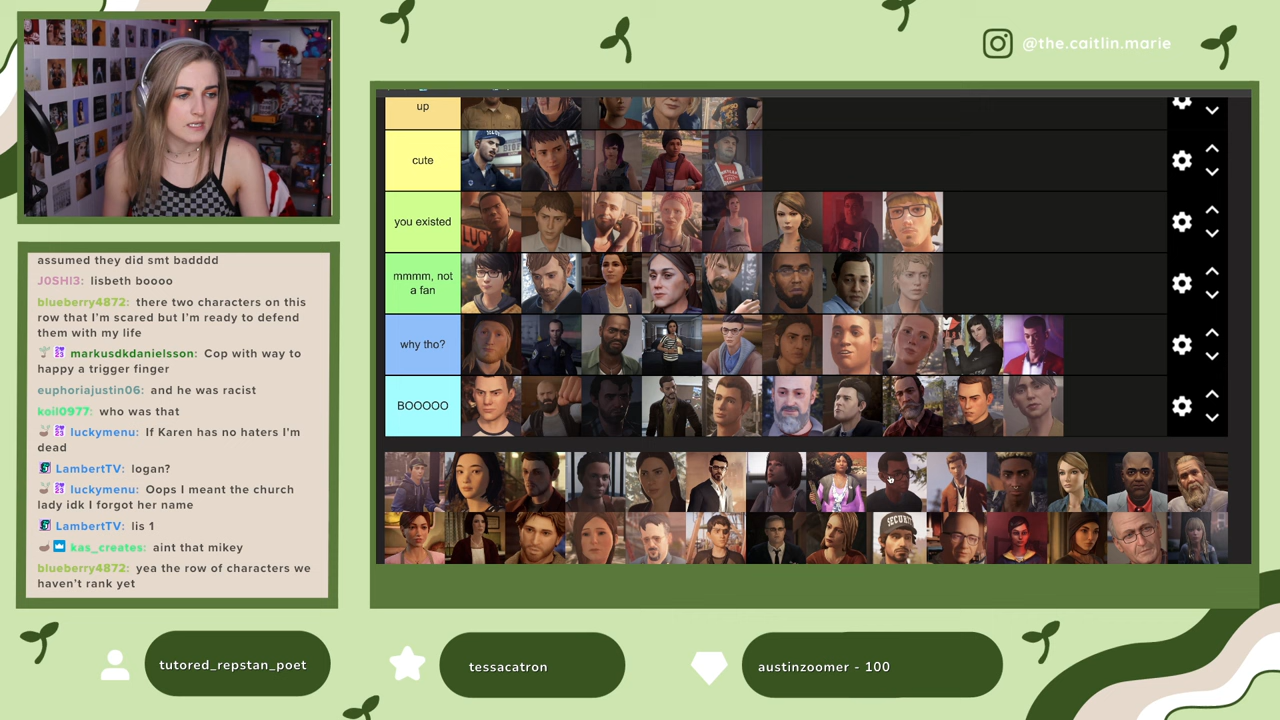 @the.caitlin.marie
assumed they did smt badddd
J0SHI3: lisbeth boooo
blueberry4872: there two characters on this
row that I'm scared but I'm ready to defend
them with my life
markusdkdanielsson: Cop with way to
happy a trigger finger
euphoriajustin06: and he was racist
koil0977: who was that
luckymenu: If Karen has no haters I'm
dead
LambertTV: logan?
luckymenu: Oops I meant the church
lady idk I forgot her name
LambertTV: lis 1
kas_creates: aint that mikey
blueberry4872: yea the row of characters we
haven't rank yet
up
cute
you existed
mmmm, not
a fan
why tho?
BOOOOO
SECURITY
tutored_repstan_poet
tessacatron
austinzoomer - 100